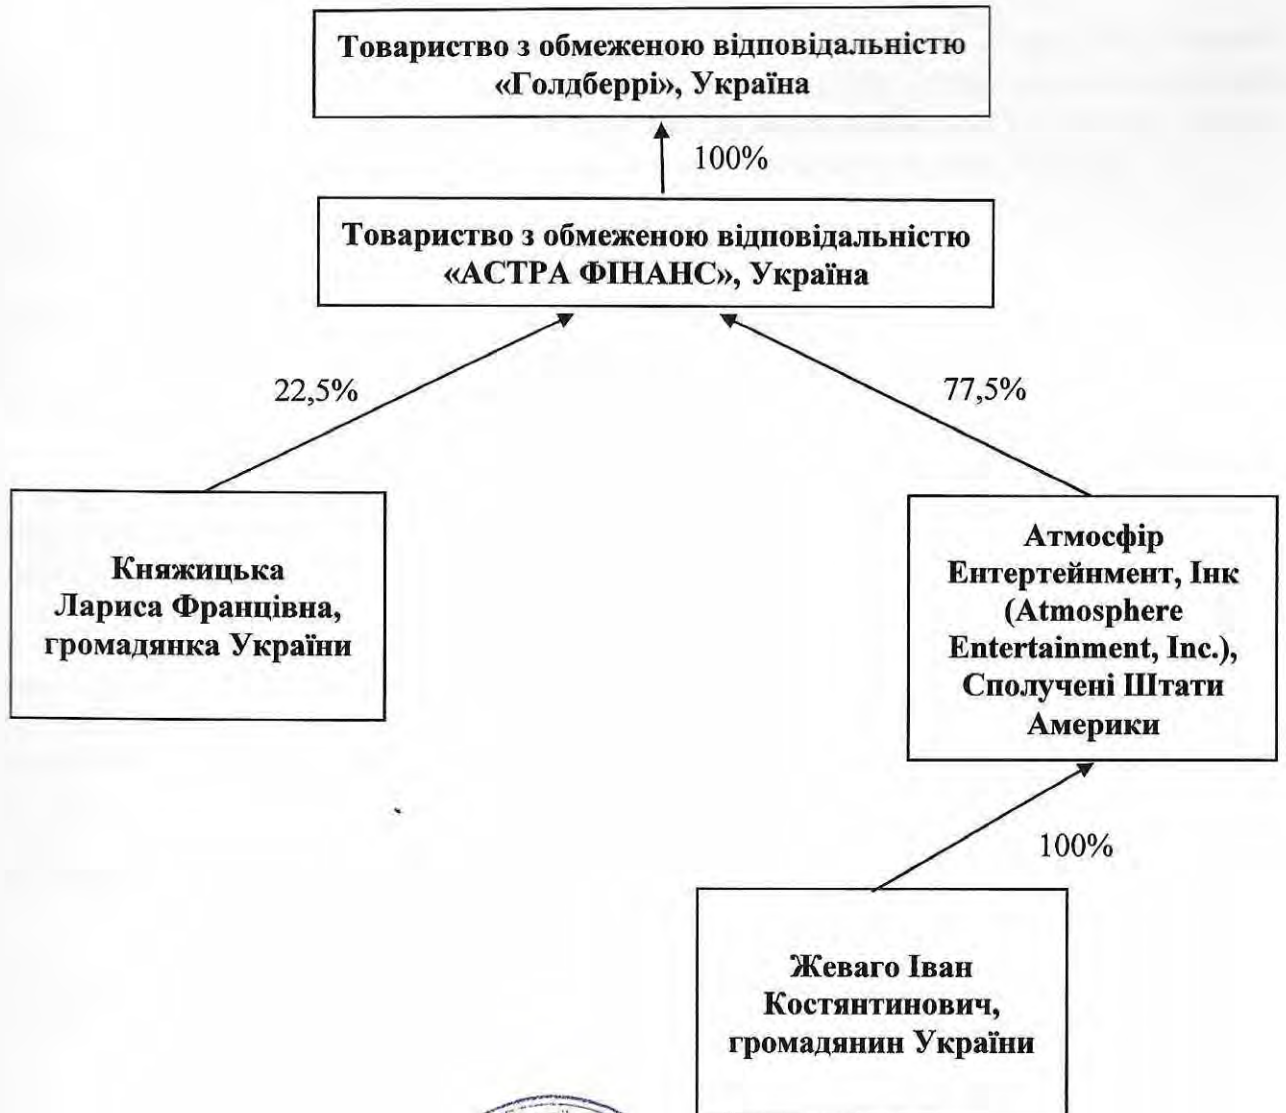 Товариство з обмеженою відповідальністю
«Голдберрі», Україна
100%
Товариство з обмеженою відповідальністю
«АСТРА ФІНАНС», Україна
22,5%
77,5%
Княжицька
Лариса Францівна,
громадянка України
Атмосфір
Ентертейнмент, Інк
(Atmosphere
Entertainment, Inc.),
Сполучені Штати
Америки
100%
Жеваго Іван
Костянтинович,
громадянин України